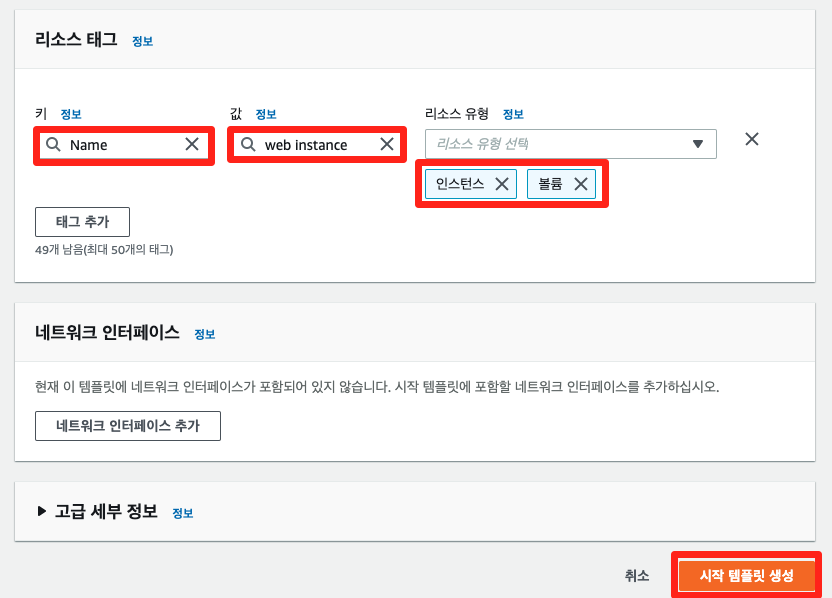 리소스 태그 정보
키 정보 값 정보 리소스 유형 정보
Name web instance 리소스 유형 선택
인스턴스 볼륨
태그 추가
49개 남음(최대 50개의 태그)
네트워크 인터페이스 정보
현재 이 템플릿에 네트워크 인터페이스가 포함되어 있지 않습니다. 시작 템플릿에 포함할 네트워크 인터페이스를 추가하십시오.
네트워크 인터페이스 추가
고급 세부 정보 정보
취소 시작 템플릿 생성